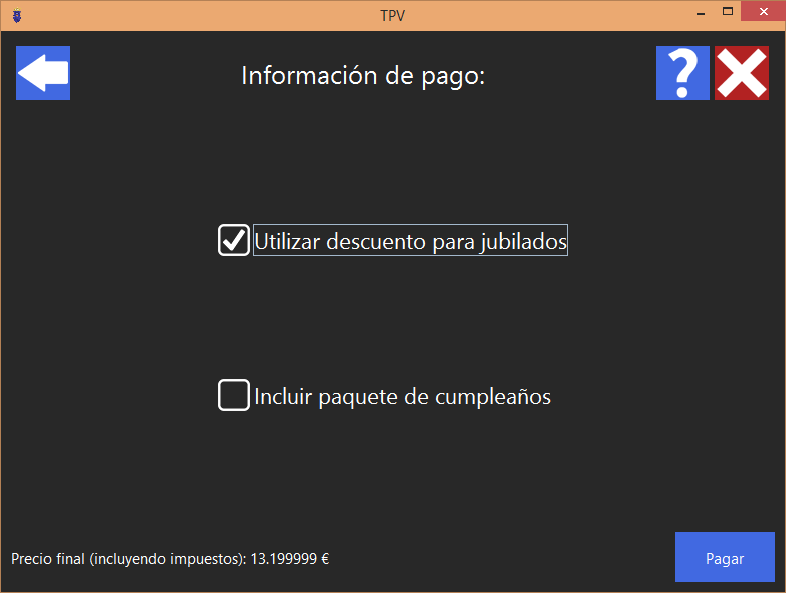 TPV
Información de pago:
Utilizar descuento para jubilados
Incluir paquete de cumpleaños
Precio final (incluyendo impuestos): 13.199999 €
Pagar